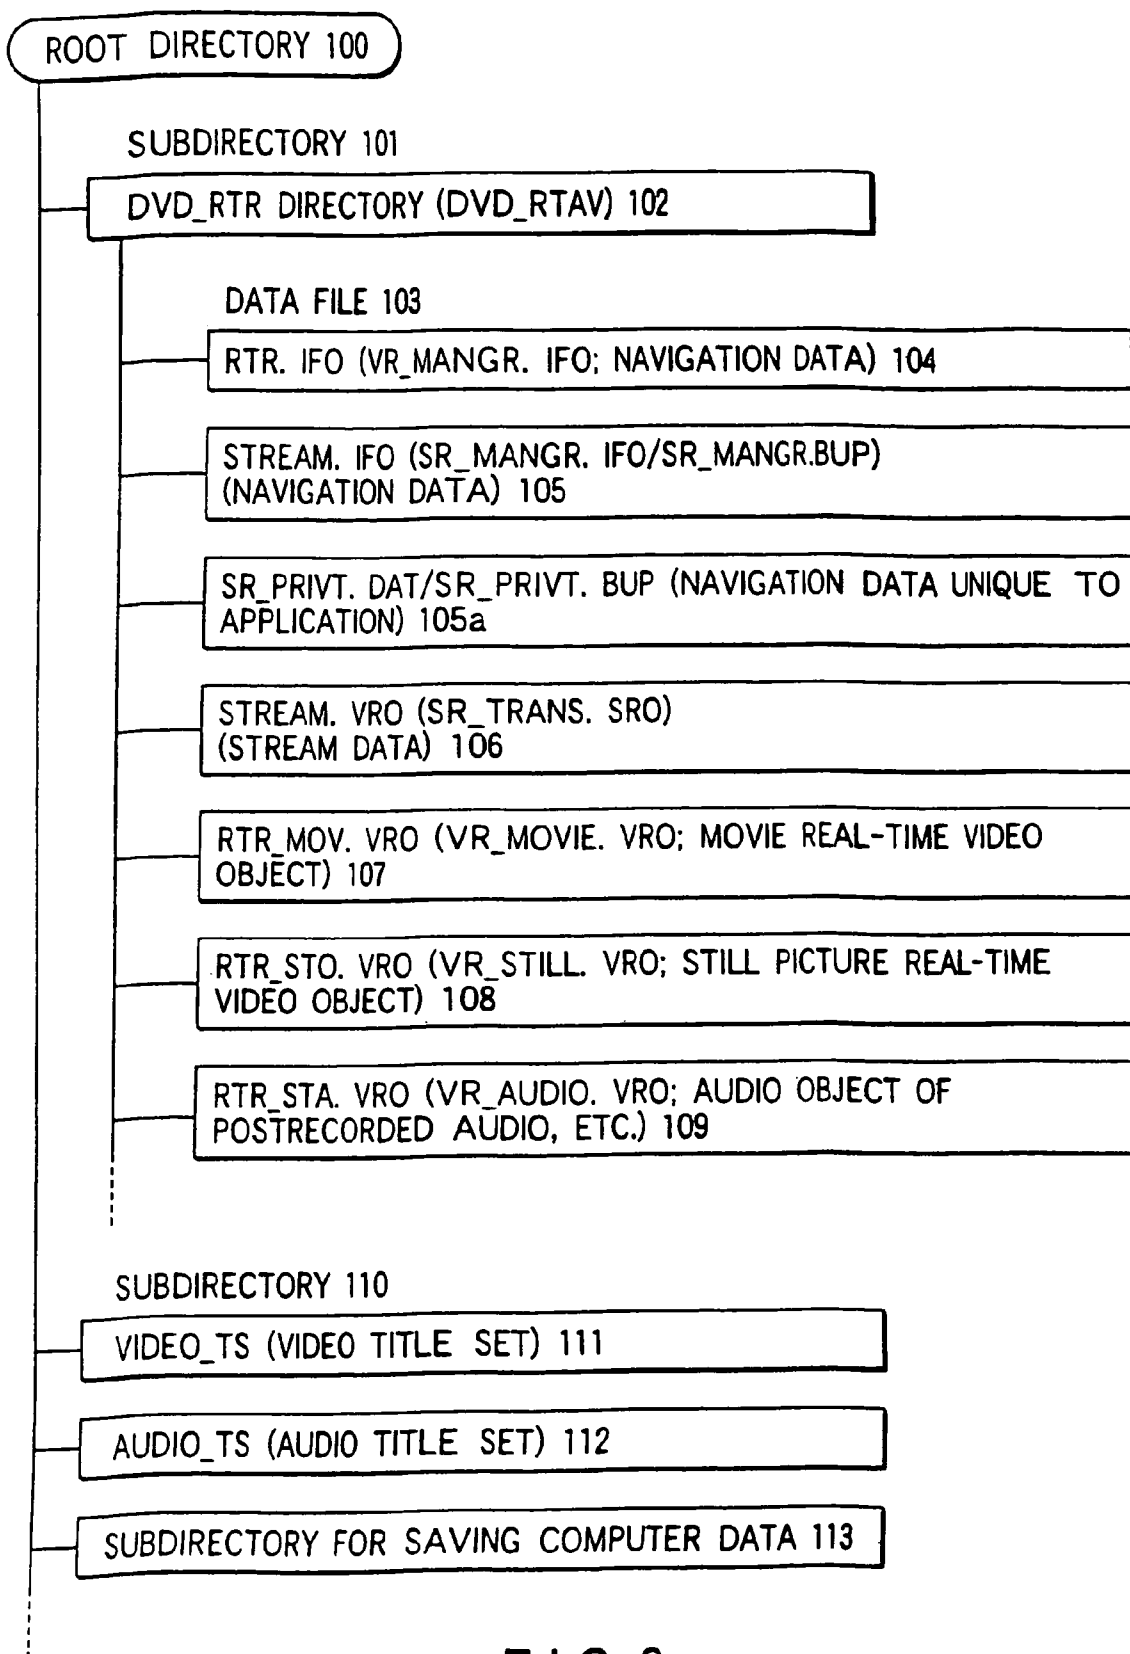 ROOT DIRECTORY 100
SUBDIRECTORY 101
DVD_RTR DIRECTORY (DVD_RTAV) 102
DATA FILE 103
RTR. IFO (VR_MANGR. IFO; NAVIGATION DATA) 104
STREAM. IFO (SR_MANGR. IFO/SR_MANGR.BUP)
(NAVIGATION DATA) 105
SR_PRIVT. DAT/SR_PRIVT. BUP (NAVIGATION DATA UNIQUE TO
APPLICATION) 105a
STREAM. VRO (SR_TRANS. SRO)
(STREAM DATA) 106
RTR_MOV. VRO (VR_MOVIE. VRO; MOVIE REAL-TIME VIDEO
OBJECT) 107
RTR_STO. VRO (VR_STILL. VRO; STILL PICTURE REAL-TIME
VIDEO OBJECT) 108
RTR_STA. VRO (VR_AUDIO. VRO; AUDIO OBJECT OF
POSTRECORDED AUDIO, ETC.) 109
SUBDIRECTORY 110
VIDEO_TS (VIDEO TITLE SET) 111
AUDIO_TS (AUDIO TITLE SET) 112
SUBDIRECTORY FOR SAVING COMPUTER DATA 113